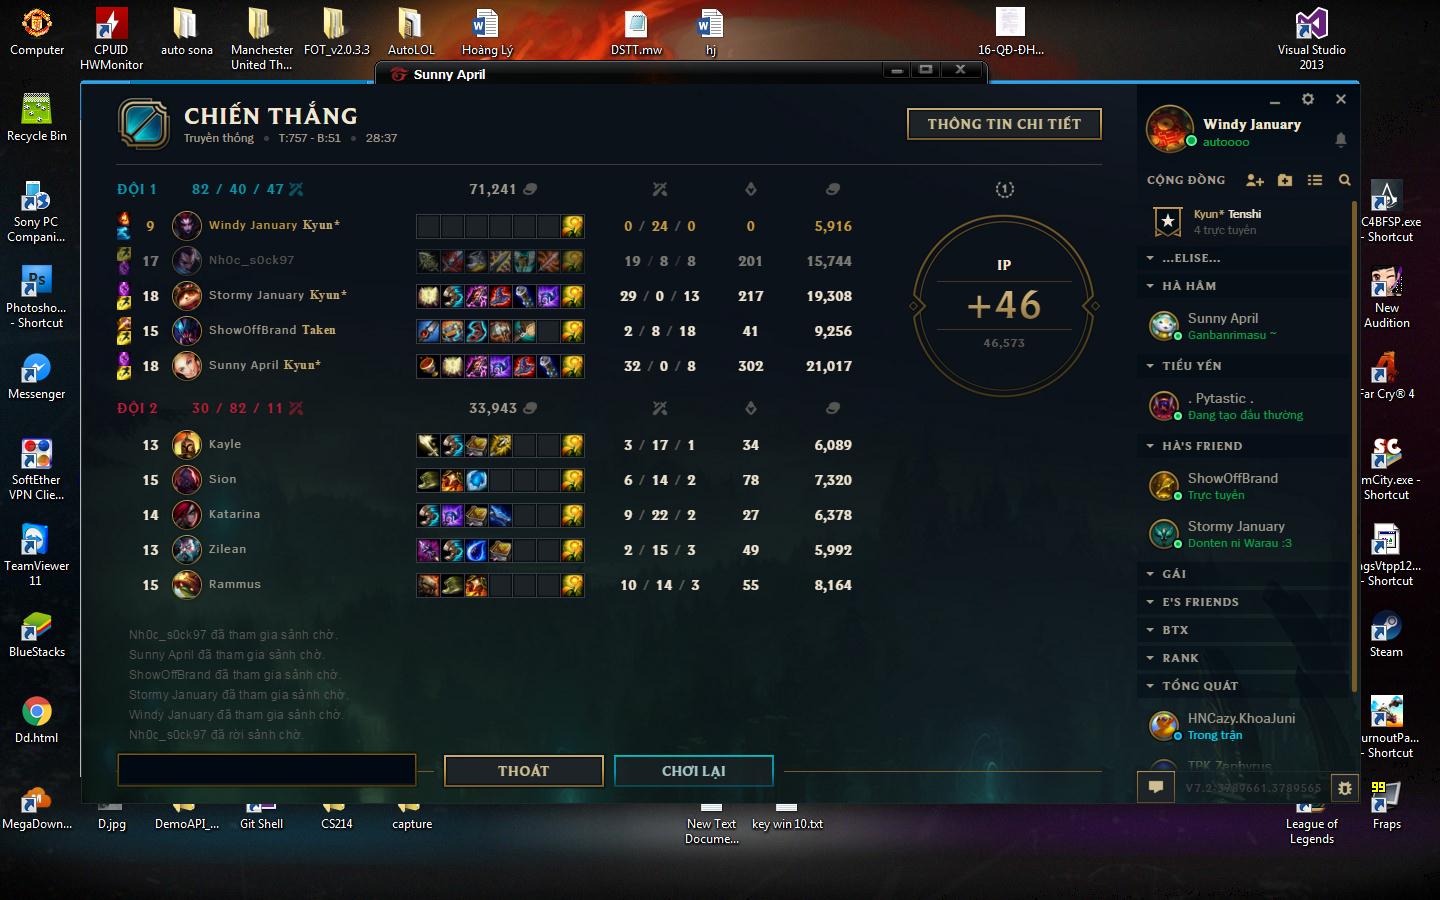 Computer
CPUID
HWMonitor
auto sona
Manchester
United Th...
FOT_v2.0.3.3
AutoLOL
Hoàng Lý
DSTT.mw
hj
16-QĐ-ĐH...
Visual Studio
2013
Sunny April
Recycle Bin
Sony PC
Compani...
Photosho...
- Shortcut
Messenger
SoftEther
VPN Clie...
TeamViewer
11
BlueStacks
Dd.html
MegaDown...
D.jpg
DemoAPI_...
Git Shell
CS214
capture
New Text
Docume...
key win 10.txt
League of
Legends
Fraps
99
C4BFSP.exe
- Shortcut
New
Audition
Far Cry® 4
mCity.exe -
Shortcut
ngsVtpp12...
- Shortcut
Steam
urnoutPa...
- Shortcut
CHIẾN THẮNG
Truyền thống • T:757 - B:51 • 28:37
THÔNG TIN CHI TIẾT
ĐỘI 1 82 / 40 / 47 71,241
9 Windy January Kyun* 0 / 24 / 0 0 5,916
17 Nh0c_s0ck97 19 / 8 / 8 201 15,744
18 Stormy January Kyun* 29 / 0 / 13 217 19,308
15 ShowOffBrand Taken 2 / 8 / 18 41 9,256
18 Sunny April Kyun* 32 / 0 / 8 302 21,017
ĐỘI 2 30 / 82 / 11 33,943
13 Kayle 3 / 17 / 1 34 6,089
15 Sion 6 / 14 / 2 78 7,320
14 Katarina 9 / 22 / 2 27 6,378
13 Zilean 2 / 15 / 3 49 5,992
15 Rammus 10 / 14 / 3 55 8,164
1
IP
+46
46,573
Nh0c_s0ck97 đã tham gia sảnh chờ.
Sunny April đã tham gia sảnh chờ.
ShowOffBrand đã tham gia sảnh chờ.
Stormy January đã tham gia sảnh chờ.
Windy January đã tham gia sảnh chờ.
Nh0c_s0ck97 đã rời sảnh chờ.
THOÁT
CHƠI LẠI
Windy January
autoooo
CỘNG ĐỒNG
Kyun* Tenshi
4 trực tuyến
...ELISE...
HÀ HÂM
Sunny April
Ganbanrimasu ~
TIỂU YẾN
. Pytastic .
Đang tạo đấu thường
HÀ'S FRIEND
ShowOffBrand
Trực tuyến
Stormy January
Donten ni Warau :3
GÁI
E'S FRIENDS
BTX
RANK
TỔNG QUÁT
HNCazy.KhoaJuni
Trong trận
TPK Zephyrus
V7.2-3789661.3789565